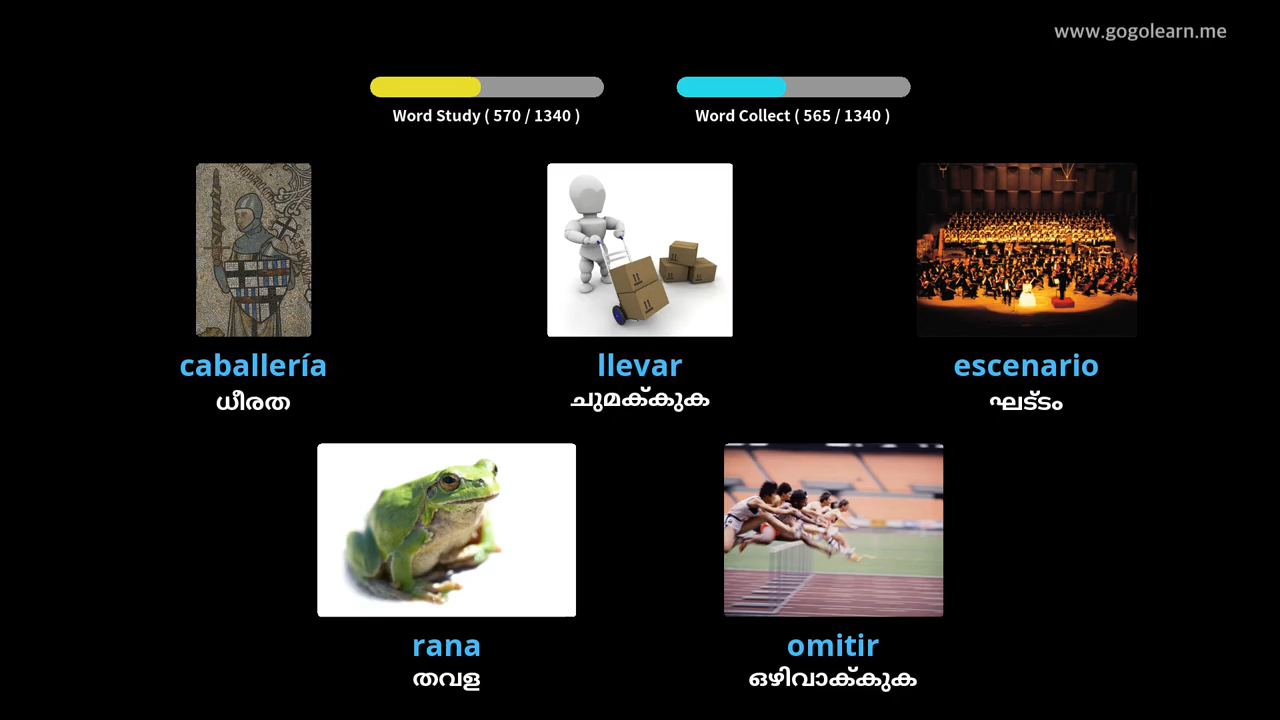 www.gogolearn.me
Word Study ( 570 / 1340 )
Word Collect ( 565 / 1340 )
caballería
ധീരത
llevar
ചുമക്കുക
escenario
ഘട്ടം
rana
തവള
omitir
ഒഴിവാക്കുക